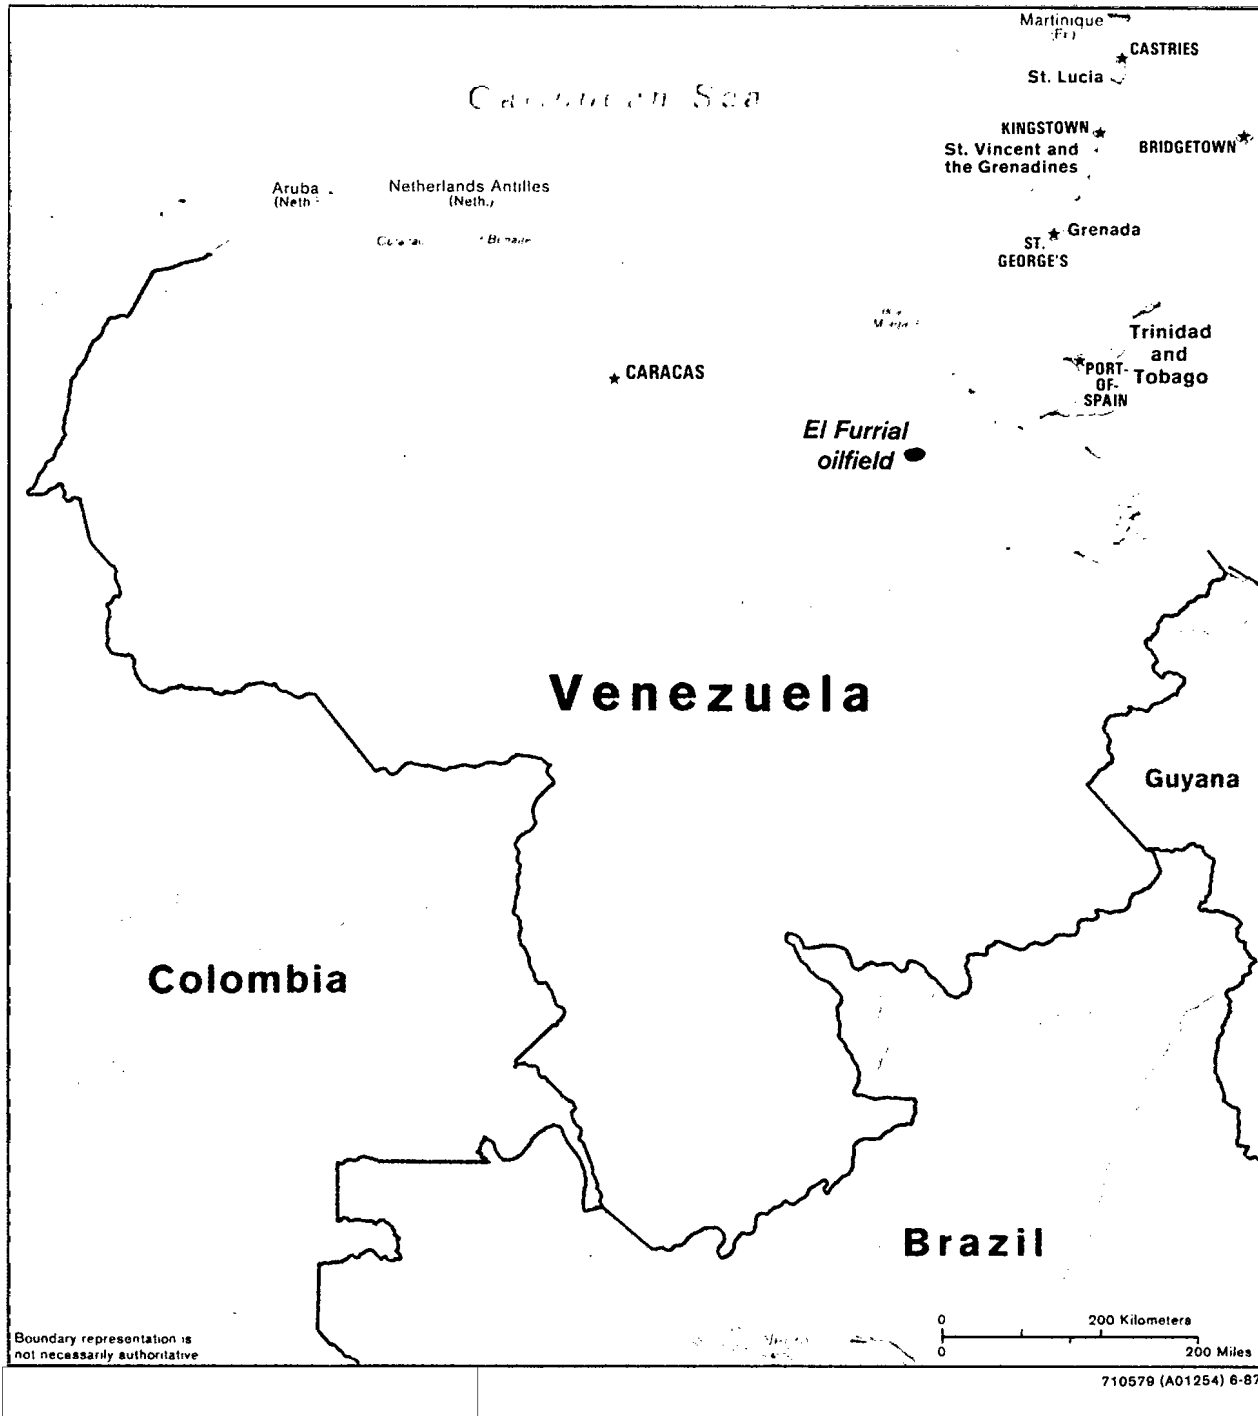 Martinique
(Fr)
CASTRIES
St. Lucia
Sea
KINGSTOWN
St. Vincent and
the Grenadines
BRIDGETOWN
Aruba
(Neth
Netherlands Antilles
(Neth.)
Grenada
ST.
GEORGE'S
Trinidad
and
Tobago
PORT-
OF-
SPAIN
CARACAS
El Furrial
oilfield
Venezuela
Guyana
Colombia
Brazil
0 200 Kilometers
0 200 Miles
Boundary representation is
not necessarily authoritative
710579 (A01254) 6-87